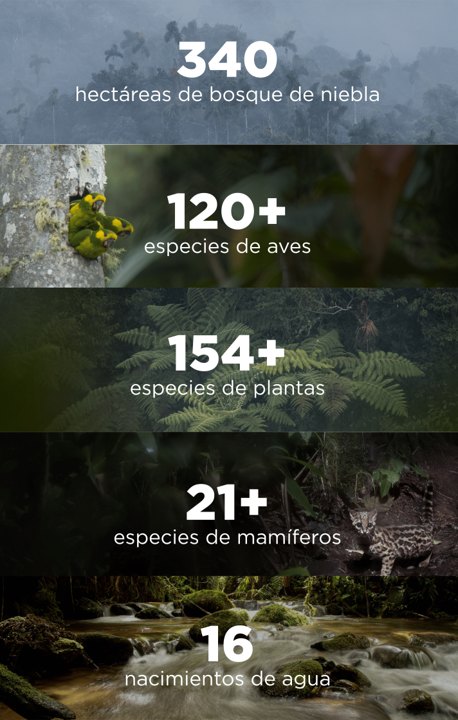 340
hectáreas de bosque de niebla
120+
especies de aves
154+
especies de plantas
21+
especies de mamíferos
16
nacimientos de agua